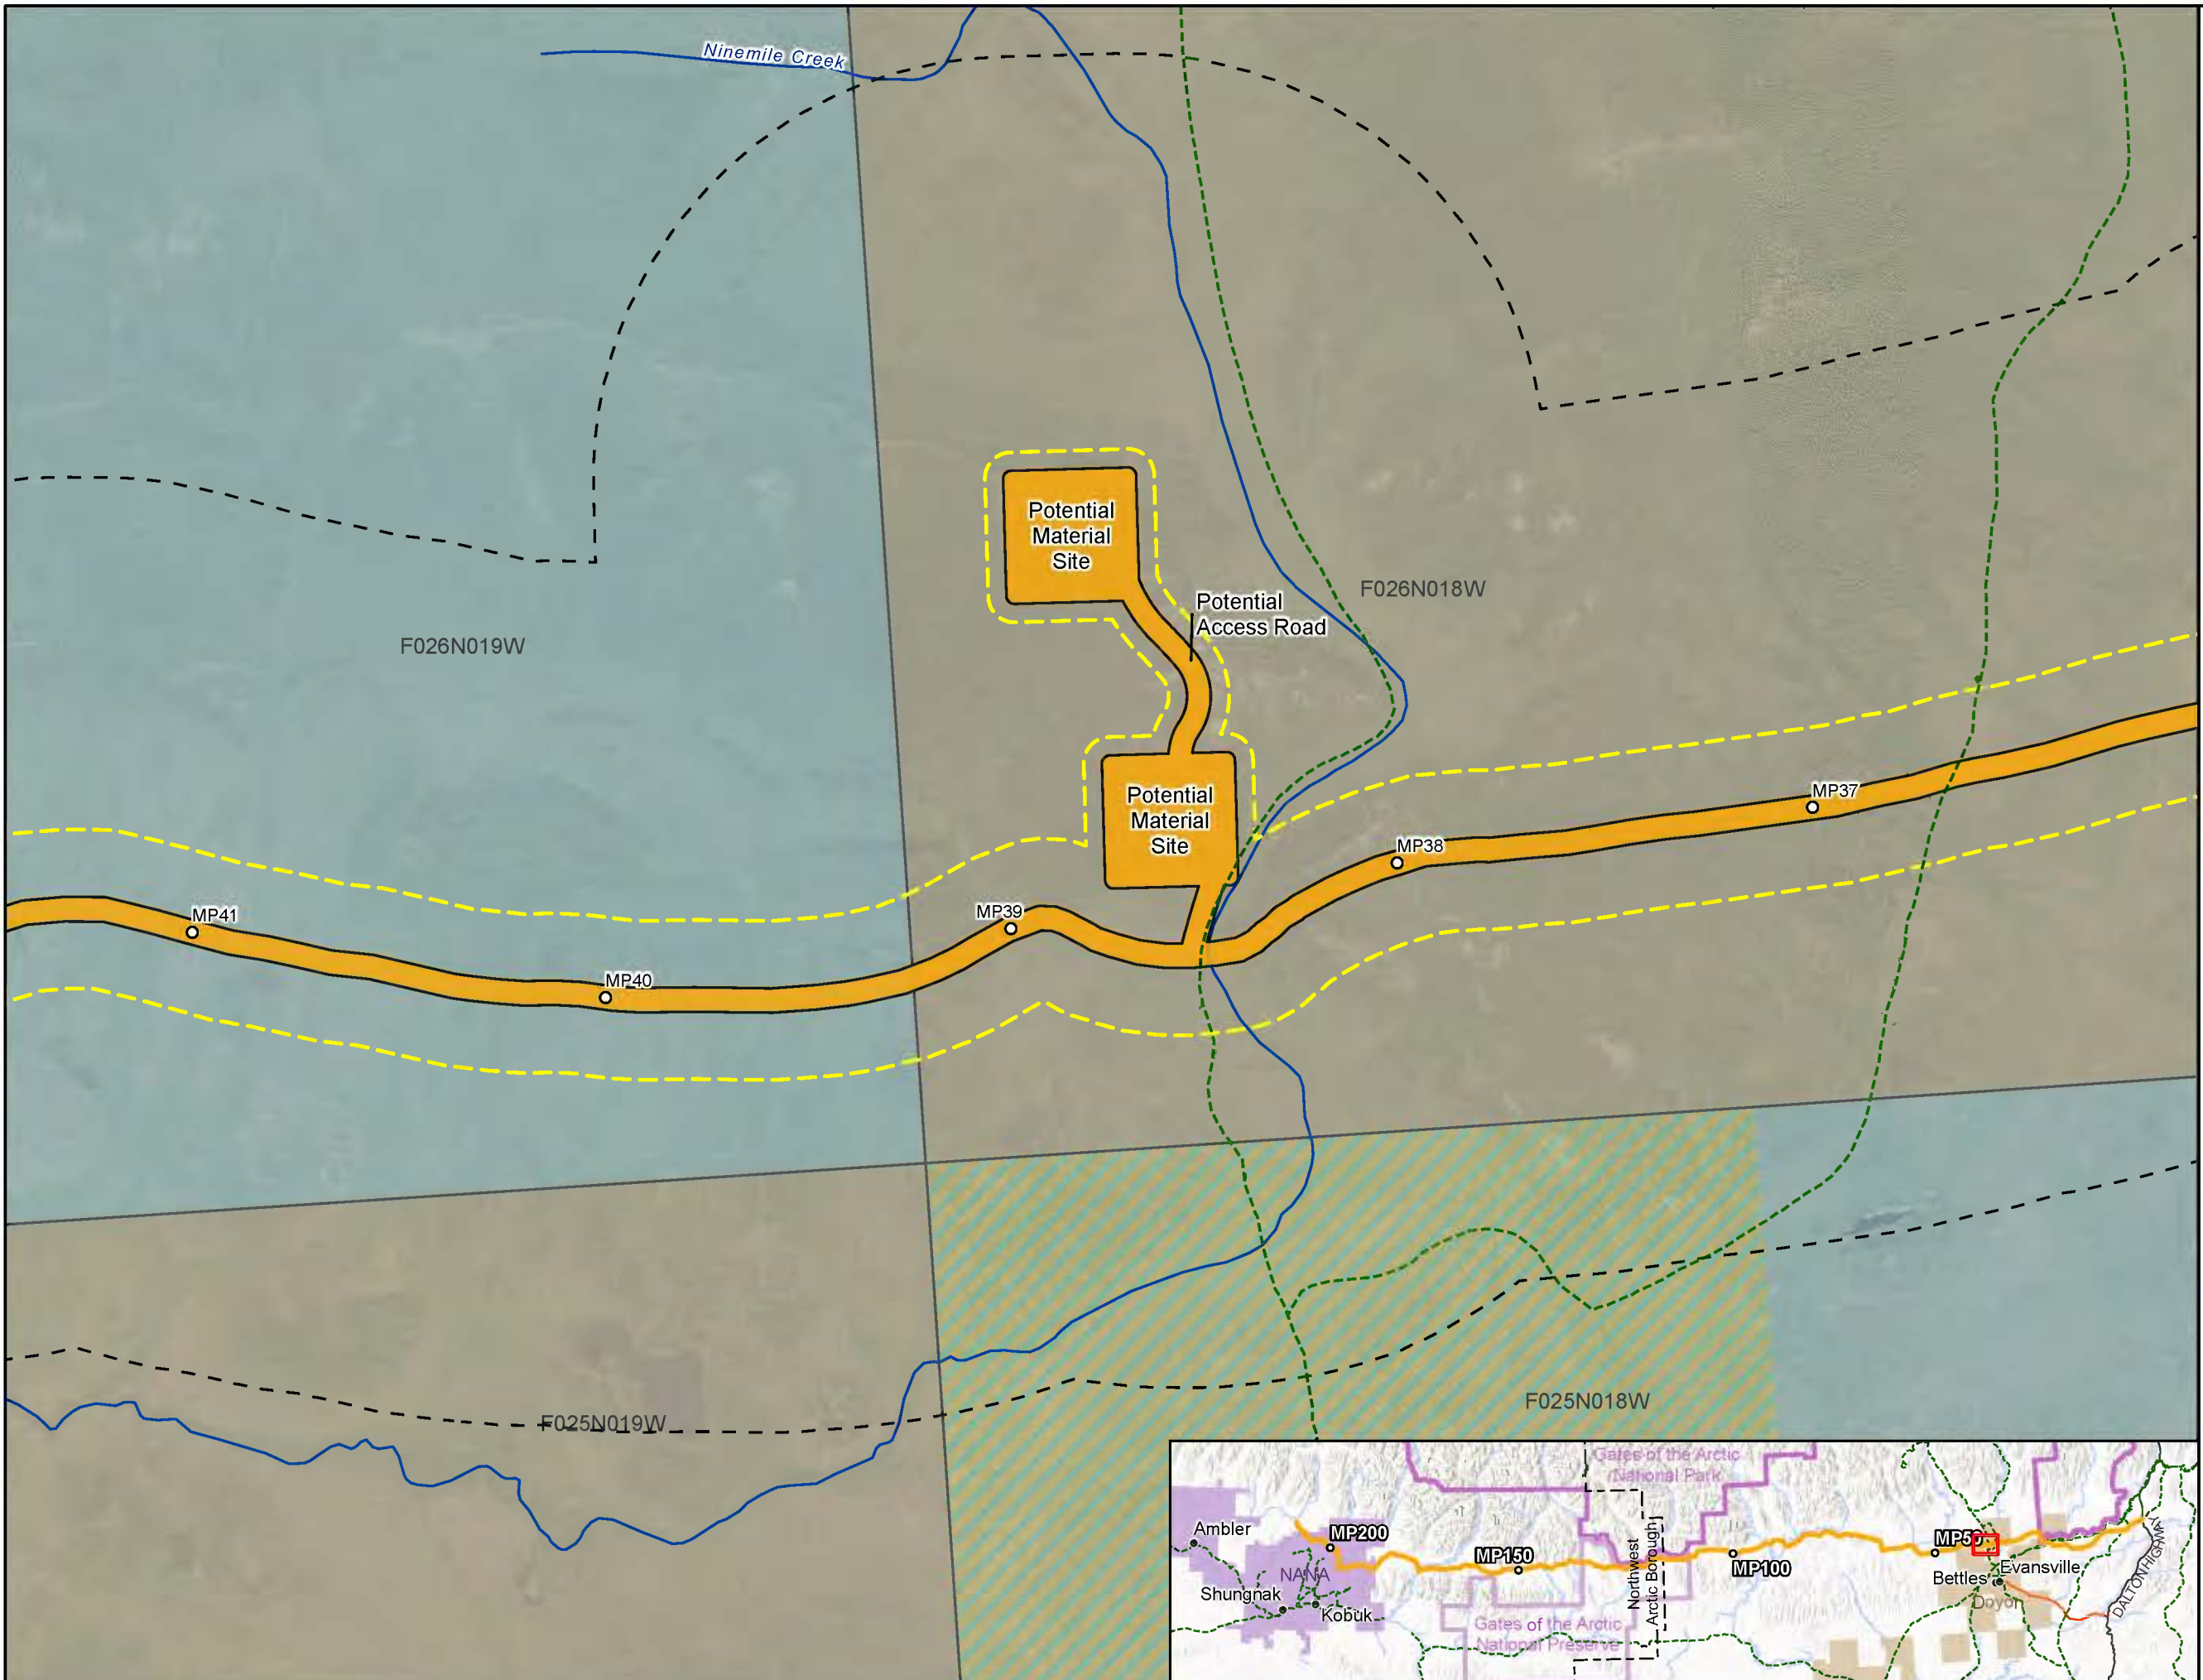 Ninemile Creek
Potential
Material
Site
Potential
Access Road
F026N018W
F026N019W
Potential
Material
Site
MP37
MP38
MP39
MP41
MP40
F025N018W
F025N019W
Gates of the Arctic
National Park
Ambler
MP200
MP150
MP100
MP50
Northwest
Arctic Borough
NANA
Shungnak
Kobuk
Evansville
Bettles
Doyon
DALTON HIGHWAY
Gates of the Arctic
National Preserve